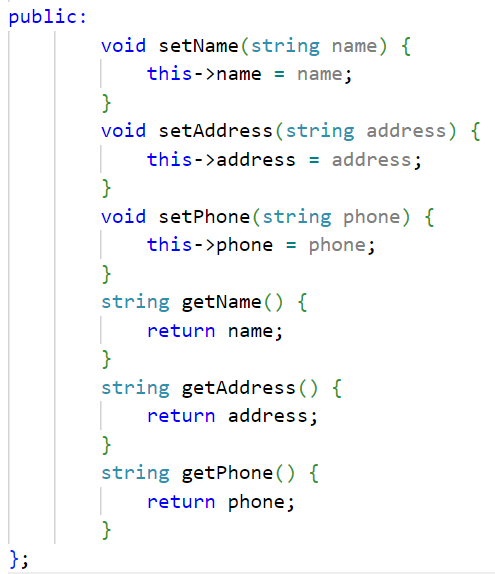 public:
void setName(string name) {
this->name = name;
}
void setAddress(string address) {
this->address = address;
}
void setPhone(string phone) {
this->phone = phone;
}
string getName() {
return name;
}
string getAddress() {
return address;
}
string getPhone() {
return phone;
}
};